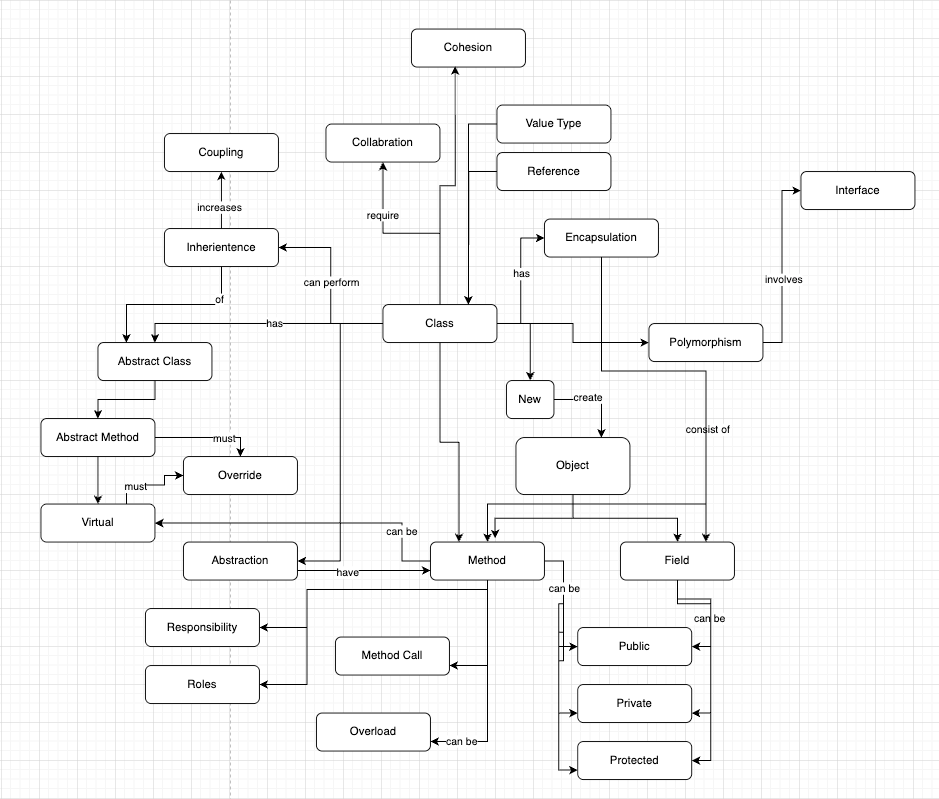 Cohesion
Value Type
Collabration
Coupling
Reference
Interface
increases
require
Encapsulation
Inherientence
has
involves
can perform
of
Class
has
Polymorphism
Abstract Class
New
create
consist of
Abstract Method
must
Object
Override
must
Virtual
can be
Abstraction
have
Method
Field
can be
can be
Responsibility
Public
Method Call
Roles
Private
Overload
can be
Protected